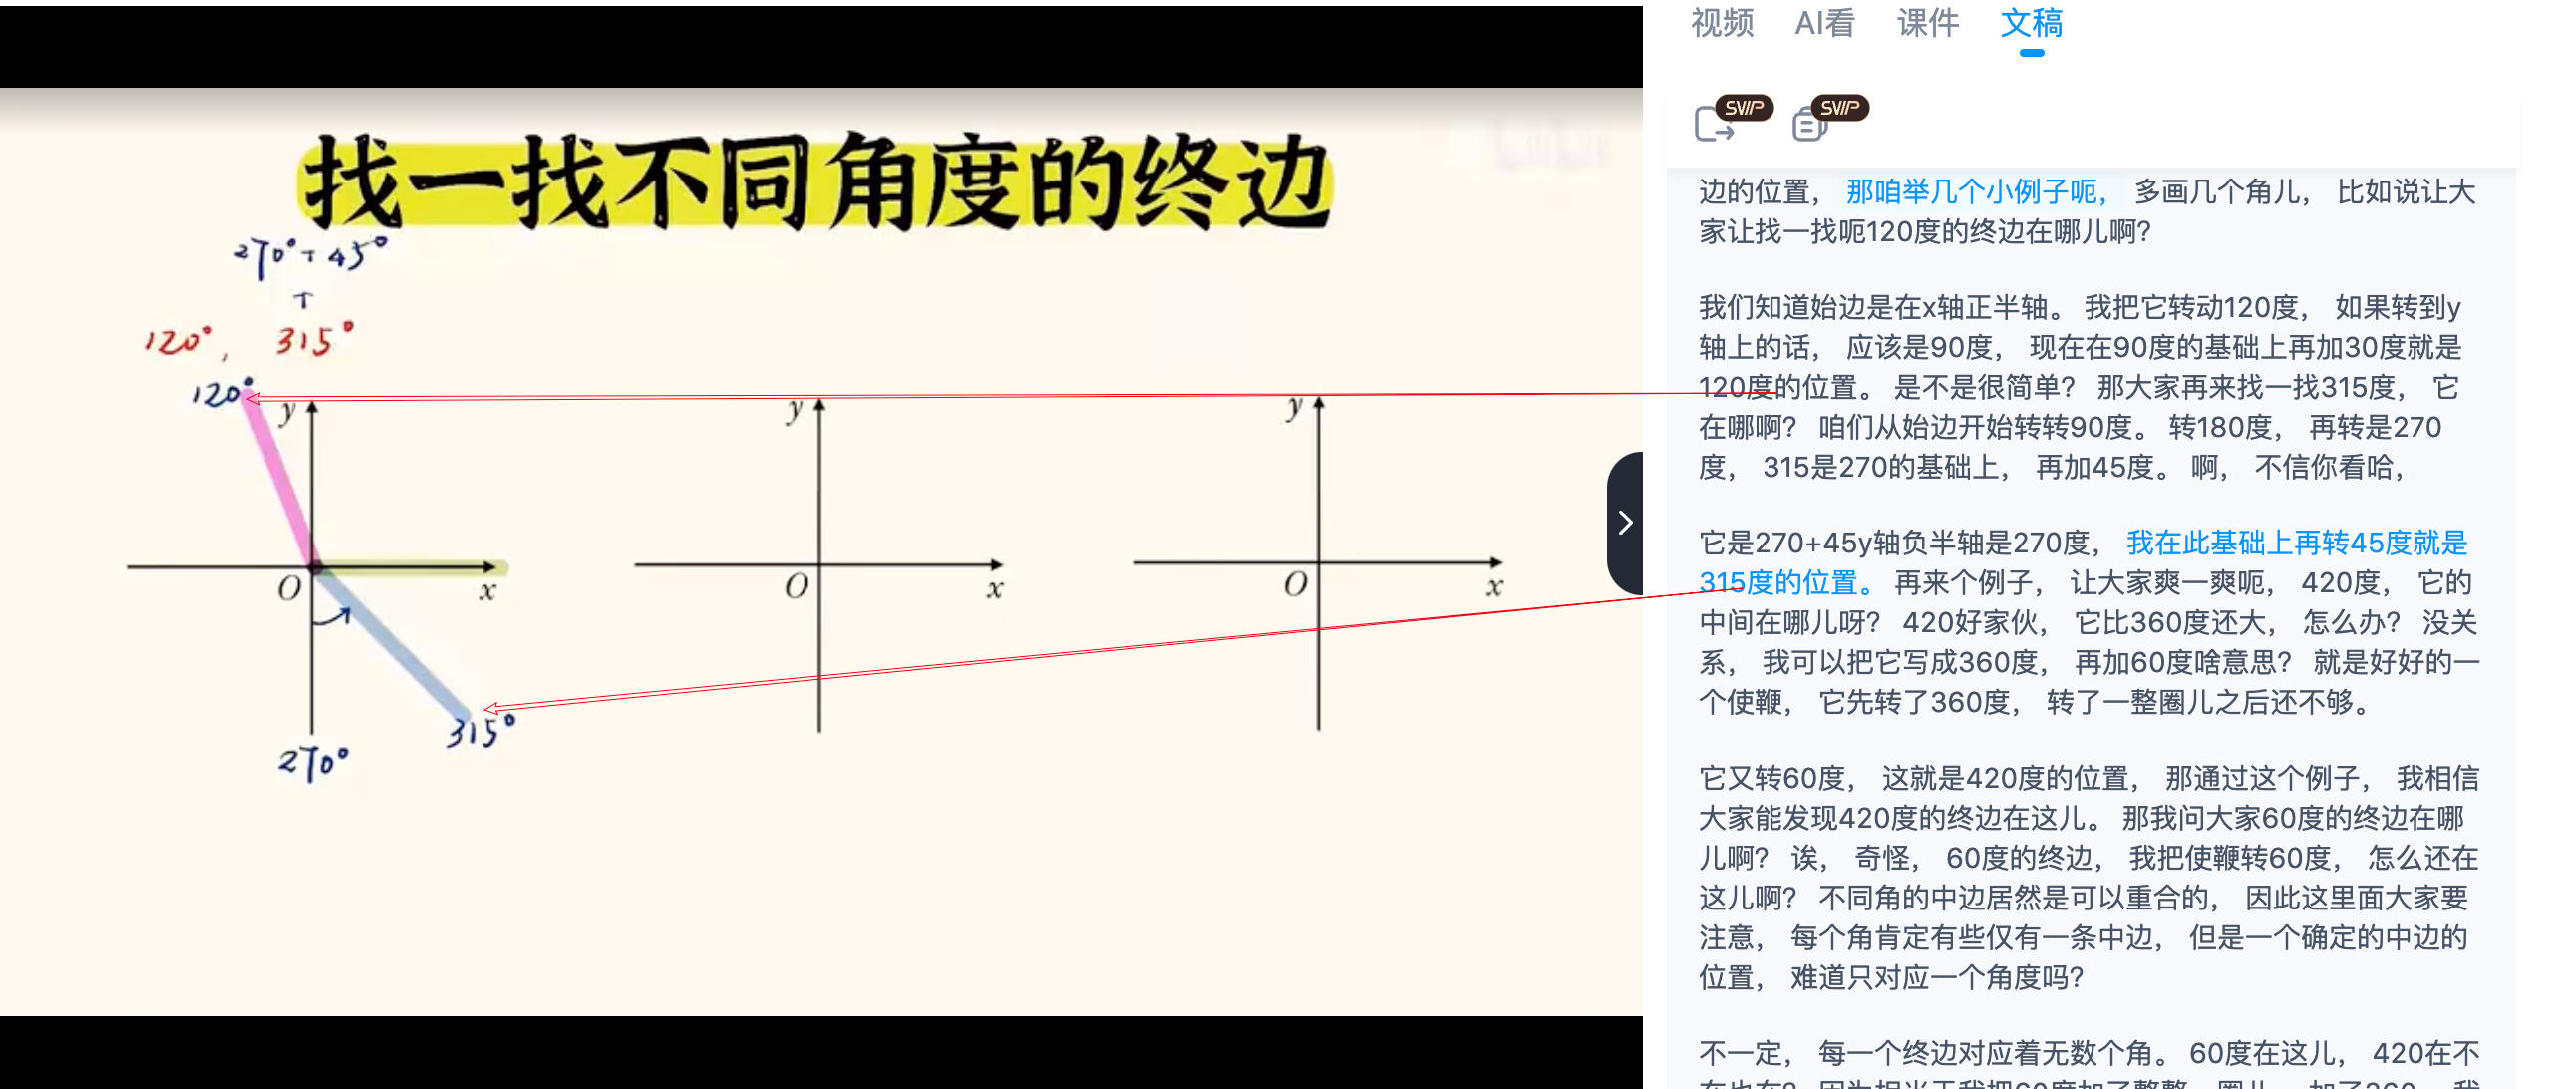 找一找不同角度的终边
270°+45°
120°, 315°
120°
y
O
x
315°
270°
y
O
x
y
O
x
视频 AI看 课件 文稿
SVIP SVIP
边的位置， 那咱举几个小例子呃， 多画几个角儿， 比如说让大
家让找一找呃120度的终边在哪儿啊?
我们知道始边是在x轴正半轴。 我把它转动120度， 如果转到y
轴上的话， 应该是90度， 现在在90度的基础上再加30度就是
120度的位置。 是不是很简单? 那大家再来找一找315度， 它
在哪啊? 咱们从始边开始转转90度。 转180度， 再转是270
度， 315是270的基础上， 再加45度。 啊， 不信你看哈，
它是270+45y轴负半轴是270度， 我在此基础上再转45度就是
315度的位置。 再来个例子， 让大家爽一爽呃， 420度， 它的
中间在哪儿呀? 420好家伙， 它比360度还大， 怎么办? 没关
系， 我可以把它写成360度， 再加60度啥意思? 就是好好的一
个使鞭， 它先转了360度， 转了一整圈儿之后还不够。
它又转60度， 这就是420度的位置， 那通过这个例子， 我相信
大家能发现420度的终边在这儿。 那我问大家60度的终边在哪
儿啊? 诶， 奇怪， 60度的终边， 我把使鞭转60度， 怎么还在
这儿啊? 不同角的中边居然是可以重合的， 因此这里面大家要
注意， 每个角肯定有些仅有一条中边， 但是一个确定的中边的
位置， 难道只对应一个角度吗?
不一定， 每一个终边对应着无数个角。 60度在这儿， 420在不